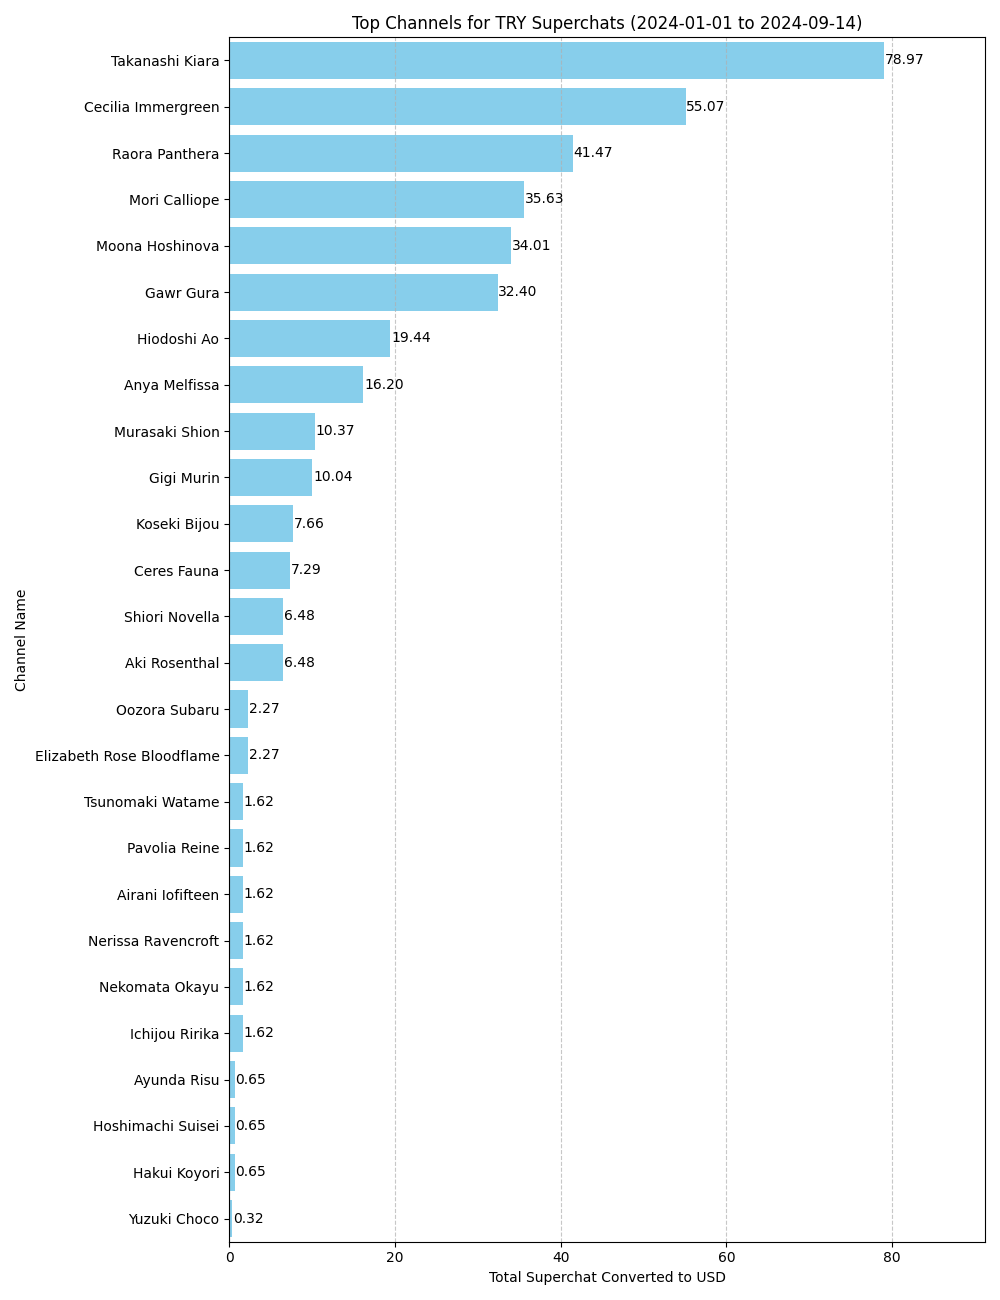 Top Channels for TRY Superchats (2024-01-01 to 2024-09-14)
Takanashi Kiara 78.97
Cecilia Immergreen 55.07
Raora Panthera 41.47
Mori Calliope 35.63
Moona Hoshinova 34.01
Gawr Gura 32.40
Hiodoshi Ao 19.44
Anya Melfissa 16.20
Murasaki Shion 10.37
Gigi Murin 10.04
Koseki Bijou 7.66
Ceres Fauna 7.29
Shiori Novella 6.48
Aki Rosenthal 6.48
Oozora Subaru 2.27
Elizabeth Rose Bloodflame 2.27
Tsunomaki Watame 1.62
Pavolia Reine 1.62
Airani Iofifteen 1.62
Nerissa Ravencroft 1.62
Nekomata Okayu 1.62
Ichijou Ririka 1.62
Ayunda Risu 0.65
Hoshimachi Suisei 0.65
Hakui Koyori 0.65
Yuzuki Choco 0.32
Channel Name
0 20 40 60 80
Total Superchat Converted to USD